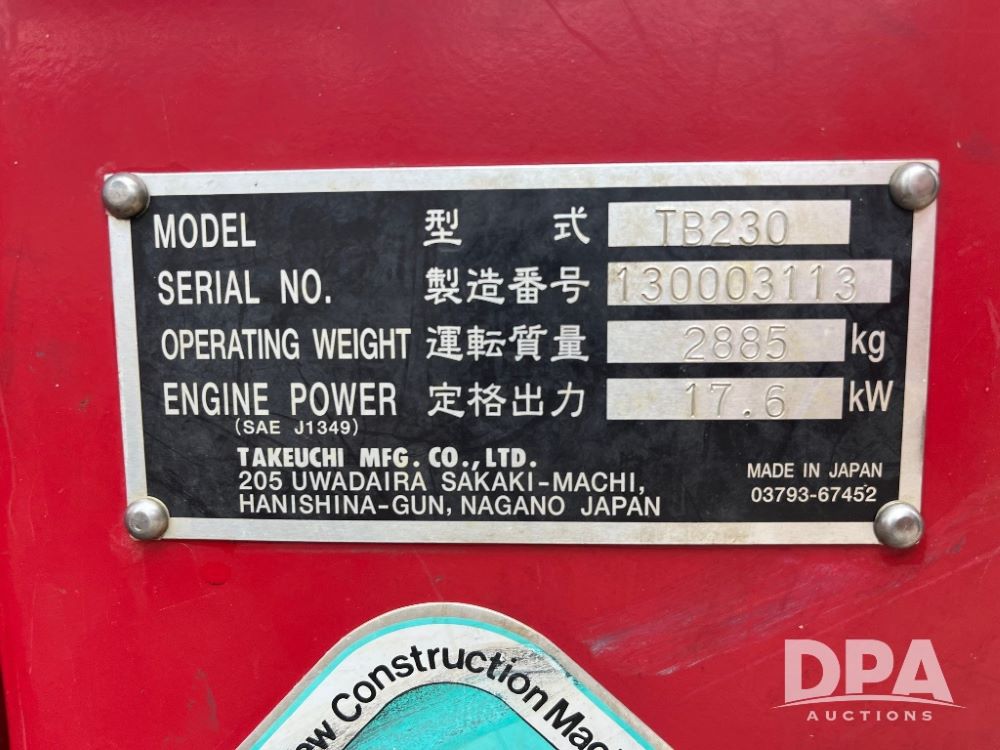 MODEL 型 式 TB230
SERIAL NO. 製造番号 130003113
OPERATING WEIGHT 運転質量 2885 kg
ENGINE POWER 定格出力 17.6 kW
(SAE J1349)
TAKEUCHI MFG. CO., LTD.
205 UWADAIRA SAKAKI-MACHI,
HANISHINA-GUN, NAGANO JAPAN
MADE IN JAPAN
03793-67452
Construction
DPA
AUCTIONS